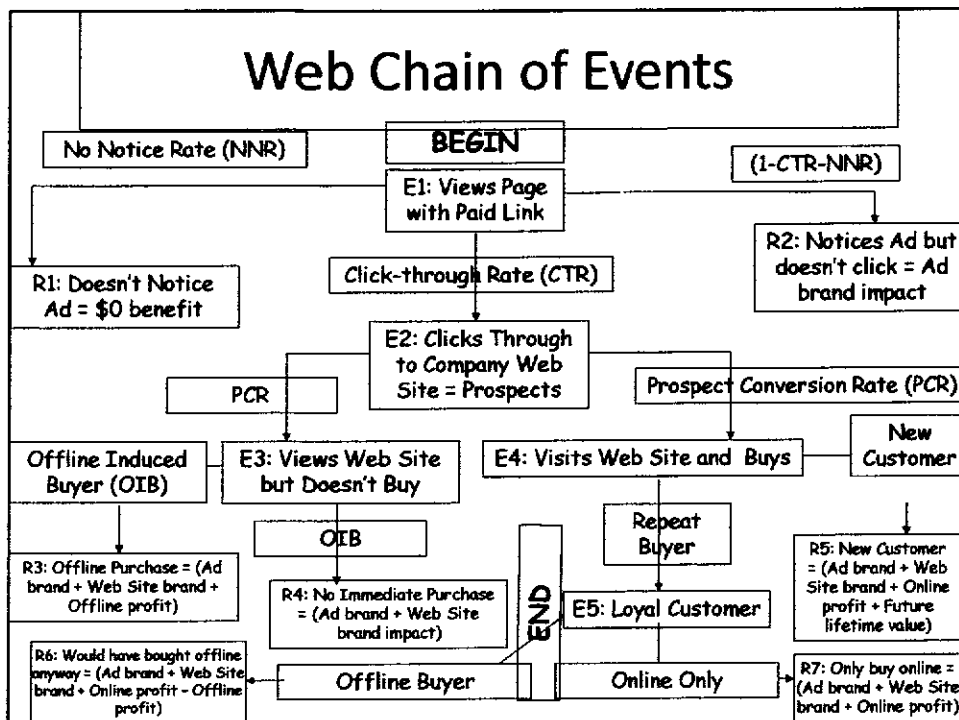 Web Chain of Events
BEGIN
No Notice Rate (NNR)
(1-CTR-NNR)
E1: Views Page
with Paid Link
R2: Notices Ad but
doesn't click = Ad
brand impact
R1: Doesn't Notice
Ad = $0 benefit
Click-through Rate (CTR)
E2: Clicks Through
to Company Web
Site = Prospects
PCR
Prospect Conversion Rate (PCR)
Offline Induced
Buyer (OIB)
E3: Views Web Site
but Doesn't Buy
E4: Visits Web Site and Buys
New
Customer
OIB
Repeat
Buyer
R3: Offline Purchase = (Ad
brand + Web Site brand
+ Offline profit)
R4: No Immediate Purchase
= (Ad brand + Web Site
brand impact)
END
E5: Loyal Customer
R5: New Customer
= (Ad brand + Web
Site brand + Online
profit + Future
lifetime value)
R6: Would have bought offline
anyway = (Ad brand + Web Site
brand + Online profit - Offline
profit)
Offline Buyer
Online Only
R7: Only buy online =
(Ad brand + Web Site
brand + Online profit)